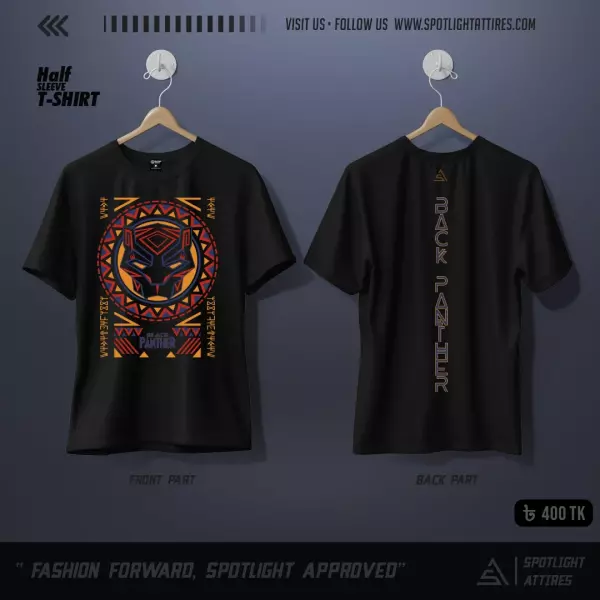 VISIT US • FOLLOW US WWW.SPOTLIGHTATTIRES.COM
Half
SLEEVE
T-SHIRT
BLACK
PANTHER
BACK PANTHER
FRONT PART
BACK PART
৳ 400 TK
" FASHION FORWARD, SPOTLIGHT APPROVED"
SPOTLIGHT
ATTIRES